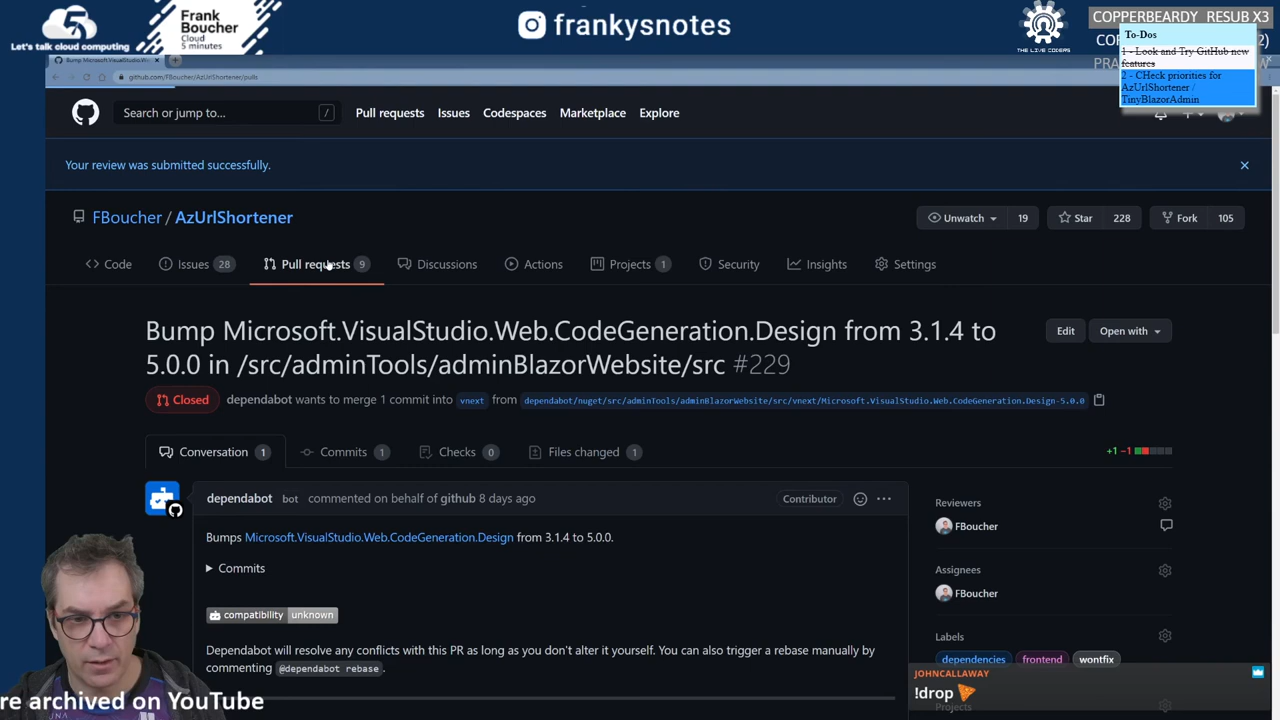 5
Let's talk cloud computing
Frank
Boucher
Cloud
5 minutes
frankysnotes
THE LIVE CODERS
COPPERBEARDY RESUB X3
To-Dos
1 - Look and Try GitHub new
features
2 - CHeck priorities for
AzUrlShortener /
TinyBlazorAdmin
github.com/FBoucher/AzUrlShortener/pulls
Search or jump to...
/
Pull requests
Issues
Codespaces
Marketplace
Explore
Your review was submitted successfully.
FBoucher / AzUrlShortener
Unwatch 19
Star 228
Fork 105
Code
Issues 28
Pull requests 9
Discussions
Actions
Projects 1
Security
Insights
Settings
Bump Microsoft.VisualStudio.Web.CodeGeneration.Design from 3.1.4 to
5.0.0 in /src/adminTools/adminBlazorWebsite/src #229
Edit
Open with
Closed
dependabot wants to merge 1 commit into vnext from dependabot/nuget/src/adminTools/adminBlazorWebsite/src/vnext/Microsoft.VisualStudio.Web.CodeGeneration.Design-5.0.0
Conversation 1
Commits 1
Checks 0
Files changed 1
+1 −1
dependabot bot commented on behalf of github 8 days ago
Contributor
Bumps Microsoft.VisualStudio.Web.CodeGeneration.Design from 3.1.4 to 5.0.0.
Commits
compatibility unknown
Dependabot will resolve any conflicts with this PR as long as you don't alter it yourself. You can also trigger a rebase manually by
commenting @dependabot rebase.
Reviewers
FBoucher
Assignees
FBoucher
Labels
dependencies
frontend
wontfix
Projects
JOHNCALLAWAY
!drop
re archived on YouTube